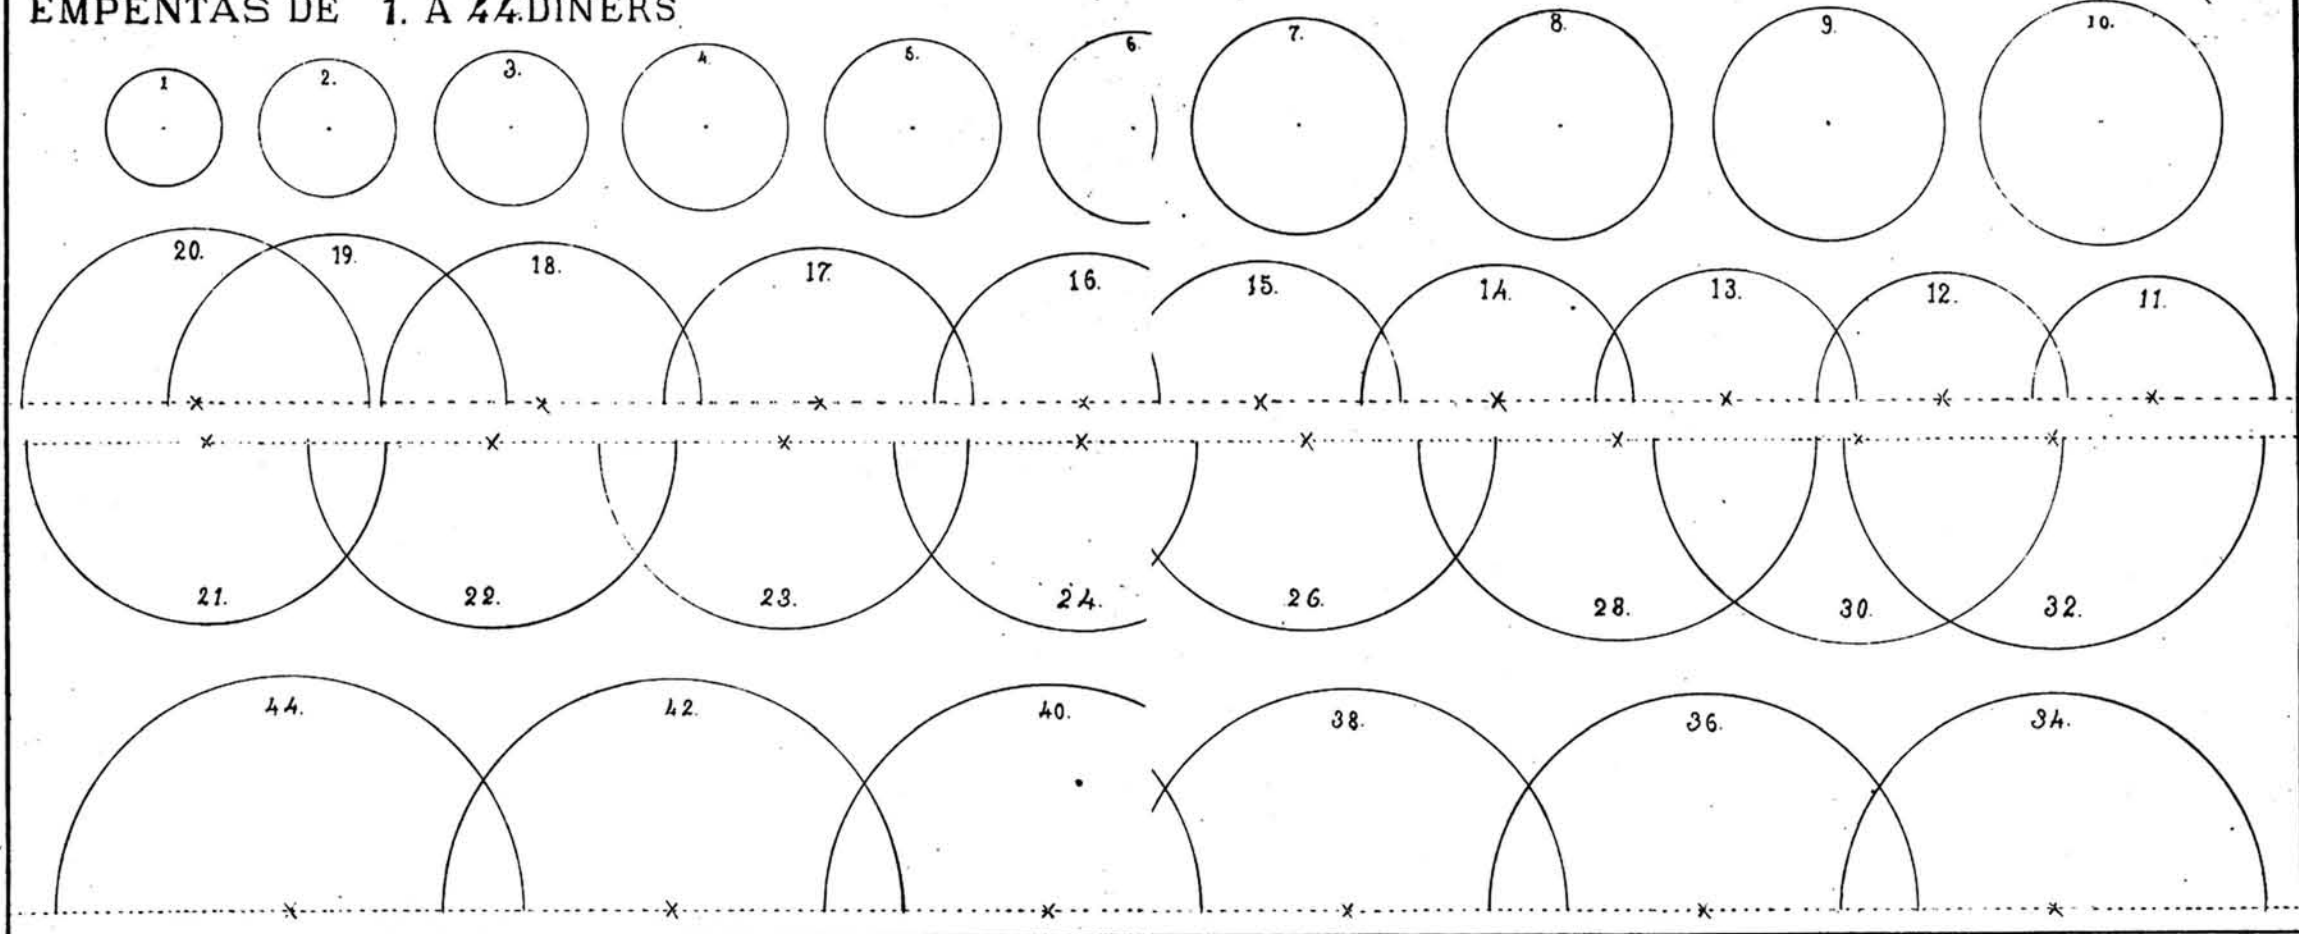 EMPENTAS DE 1. A 44.DINERS
1 2. 3. 4. 5. 6. 7. 8. 9. 10.
20. 19. 18. 17. 16. 15. 14. 13. 12. 11.
21. 22. 23. 24. 26. 28. 30. 32.
44. 42. 40. 38. 36. 34.